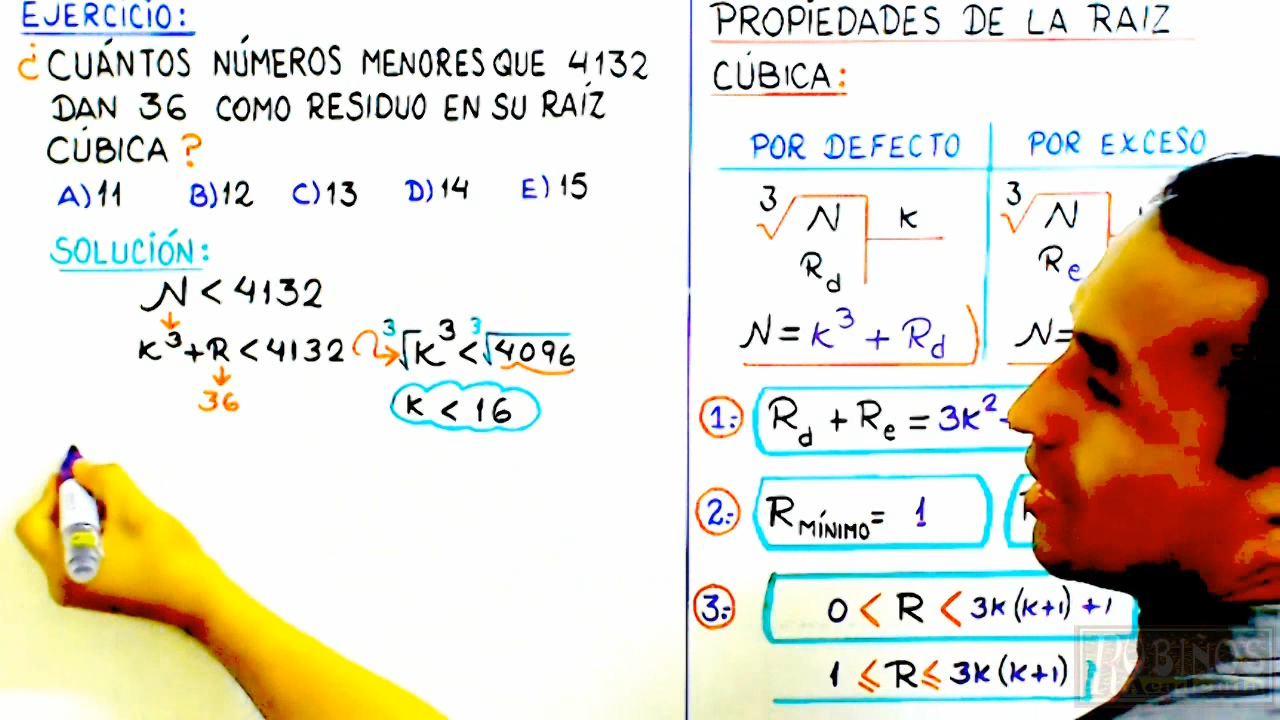 EJERCICIO:
¿CUÁNTOS NÚMEROS MENORES QUE 4132
DAN 36 COMO RESIDUO EN SU RAÍZ
CÚBICA?
A) 11 B) 12 C) 13 D) 14 E) 15
SOLUCIÓN:
N < 4132
K³ + R < 4132 ³√K³ < ³√4096
36
K < 16
PROPIEDADES DE LA RAIZ
CÚBICA:
POR DEFECTO POR EXCESO
³√N K ³√N
R_d R_e
N = K³ + R_d N=
1.- R_d + R_e = 3K²
2.- R MÍNIMO = 1
3.- 0 < R < 3K(K+1)+1
1 ≤ R ≤ 3K(K+1)
ROBIÑOS
Academia